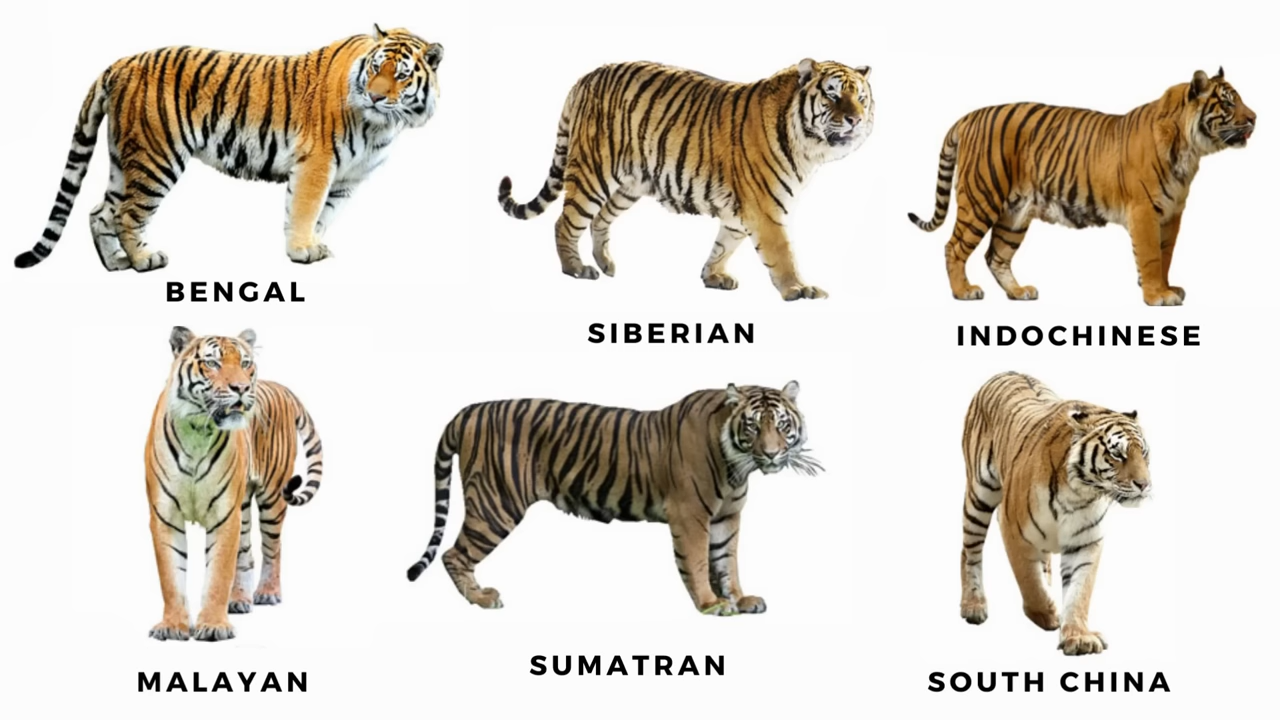 BENGAL
SIBERIAN
INDOCHINESE
MALAYAN
SUMATRAN
SOUTH CHINA